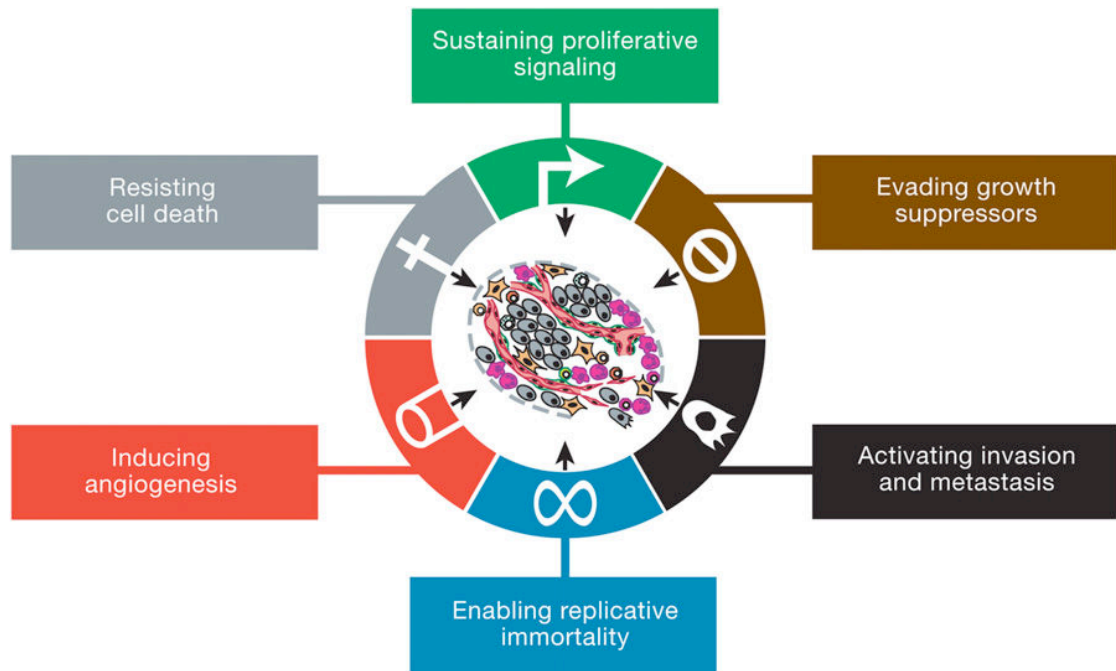 Sustaining proliferative
signaling
Resisting
cell death
Evading growth
suppressors
Inducing
angiogenesis
Activating invasion
and metastasis
Enabling replicative
immortality